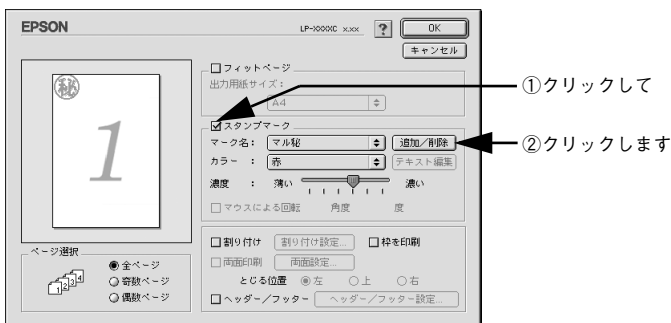 EPSON
LP-XXXXC x.xx
?
OK
キャンセル
㊙
1
フィットページ
出力用紙サイズ:
A4
スタンプマーク
マーク名: マル秘 追加/削除
カラー : 赤 テキスト編集
濃度 : 薄い 濃い
マウスによる回転 角度 度
ページ選択
1 2 3 4
全ページ
奇数ページ
偶数ページ
割り付け 割り付け設定... 枠を印刷
両面印刷 両面設定...
とじる位置 左 上 右
ヘッダー/フッター ヘッダー/フッター設定...
①クリックして
②クリックします